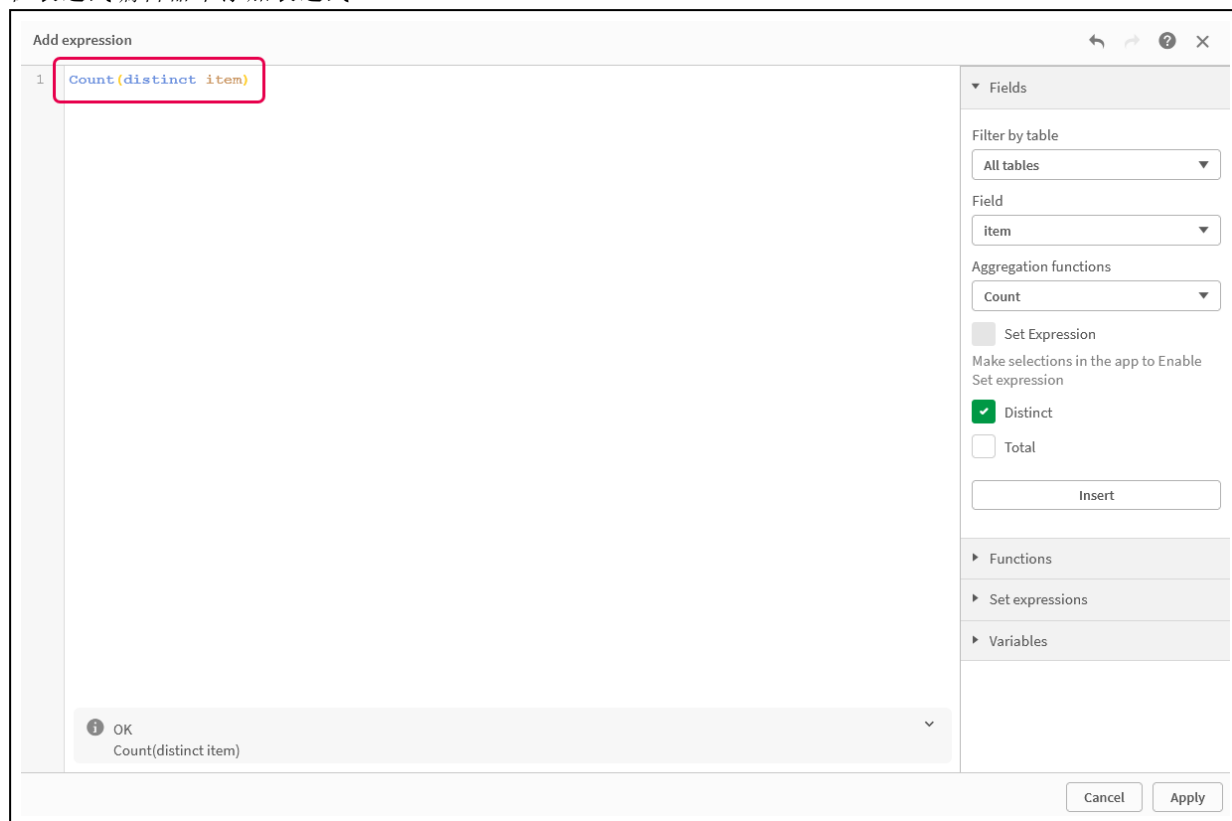 Add expression
1 Count(distinct item)
Fields
Filter by table
All tables
Field
item
Aggregation functions
Count
Set Expression
Make selections in the app to Enable
Set expression
Distinct
Total
Insert
Functions
Set expressions
Variables
OK
Count(distinct item)
Cancel Apply